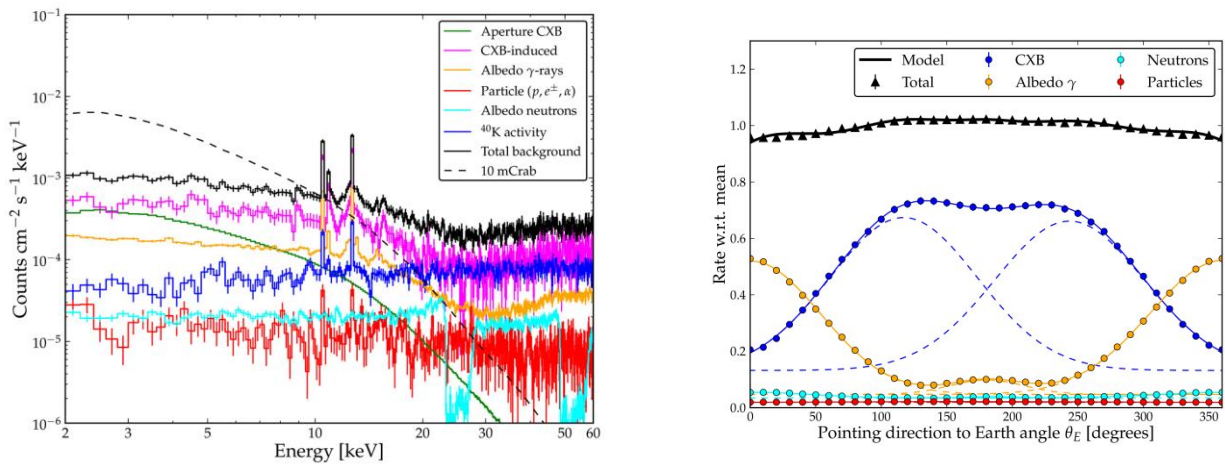 10⁻¹
10⁻²
10⁻³
10⁻⁴
10⁻⁵
10⁻⁶
Counts cm⁻² s⁻¹ keV⁻¹
Aperture CXB
CXB-induced
Albedo γ-rays
Particle (p, e±, α)
Albedo neutrons
⁴⁰K activity
Total background
10 mCrab
2 3 5 10 20 30 50 60
Energy [keV]
1.2
1.0
0.8
0.6
0.4
0.2
0.0
Rate w.r.t. mean
Model CXB Neutrons
Total Albedo γ Particles
0 50 100 150 200 250 300 350
Pointing direction to Earth angle θ_E [degrees]